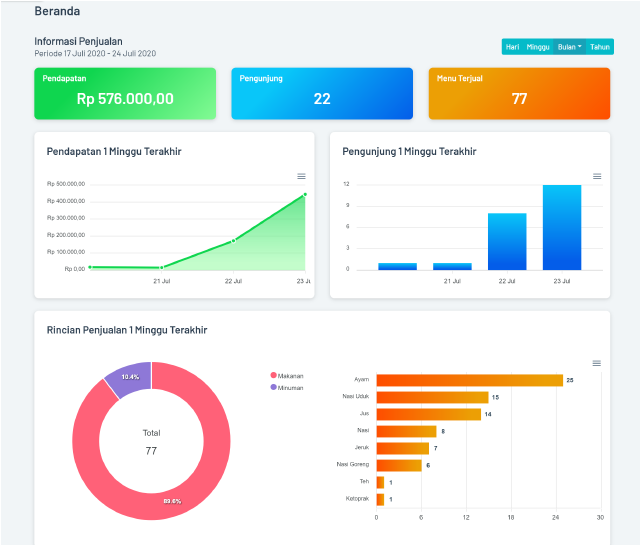 Beranda
Informasi Penjualan
Periode 17 Juli 2020 - 24 Juli 2020
Hari Minggu Bulan Tahun
Pendapatan
Rp 576.000,00
Pengunjung
22
Menu Terjual
77
Pendapatan 1 Minggu Terakhir
Rp 500.000,00
Rp 400.000,00
Rp 300.000,00
Rp 200.000,00
Rp 100.000,00
Rp 0,00
21 Jul 22 Jul 23 Ju
Pengunjung 1 Minggu Terakhir
12
9
6
3
0
21 Jul 22 Jul 23 Jul
Rincian Penjualan 1 Minggu Terakhir
10.4%
89.6%
Total
77
Makanan
Minuman
Ayam 25
Nasi Uduk 15
Jus 14
Nasi 8
Jeruk 7
Nasi Goreng 6
Teh 1
Ketoprak 1
0 6 12 18 24 30